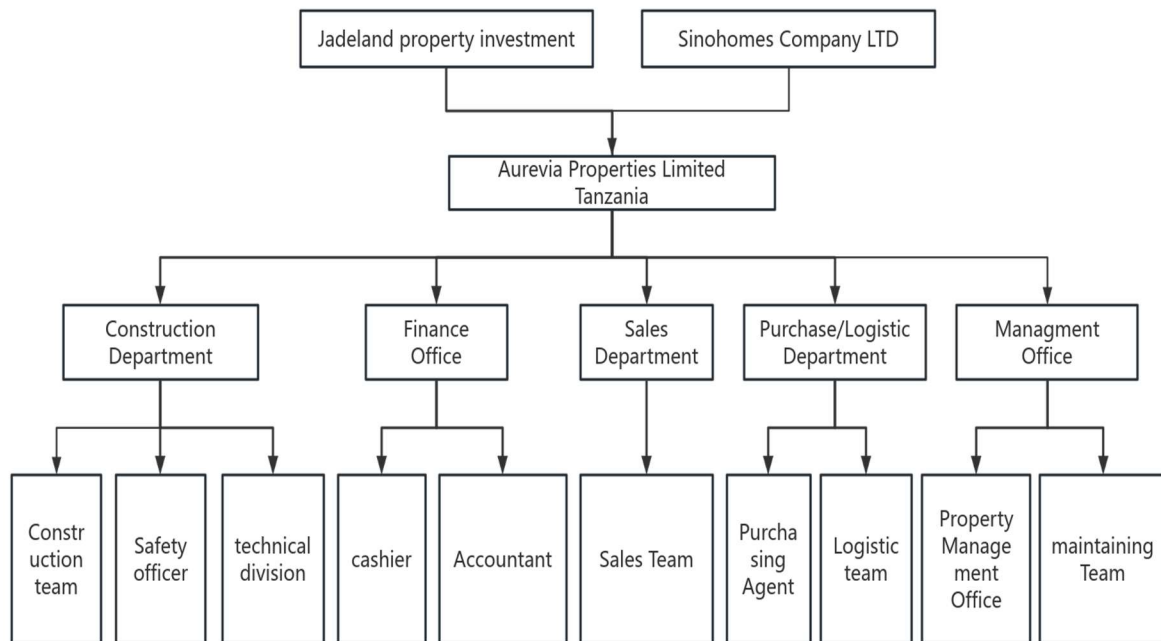 Jadeland property investment
Sinohomes Company LTD
Aurevia Properties Limited
Tanzania
Construction
Department
Finance
Office
Sales
Department
Purchase/Logistic
Department
Managment
Office
Constr
uction
team
Safety
officer
technical
division
cashier
Accountant
Sales Team
Purcha
sing
Agent
Logistic
team
Property
Manage
ment
Office
maintaining
Team